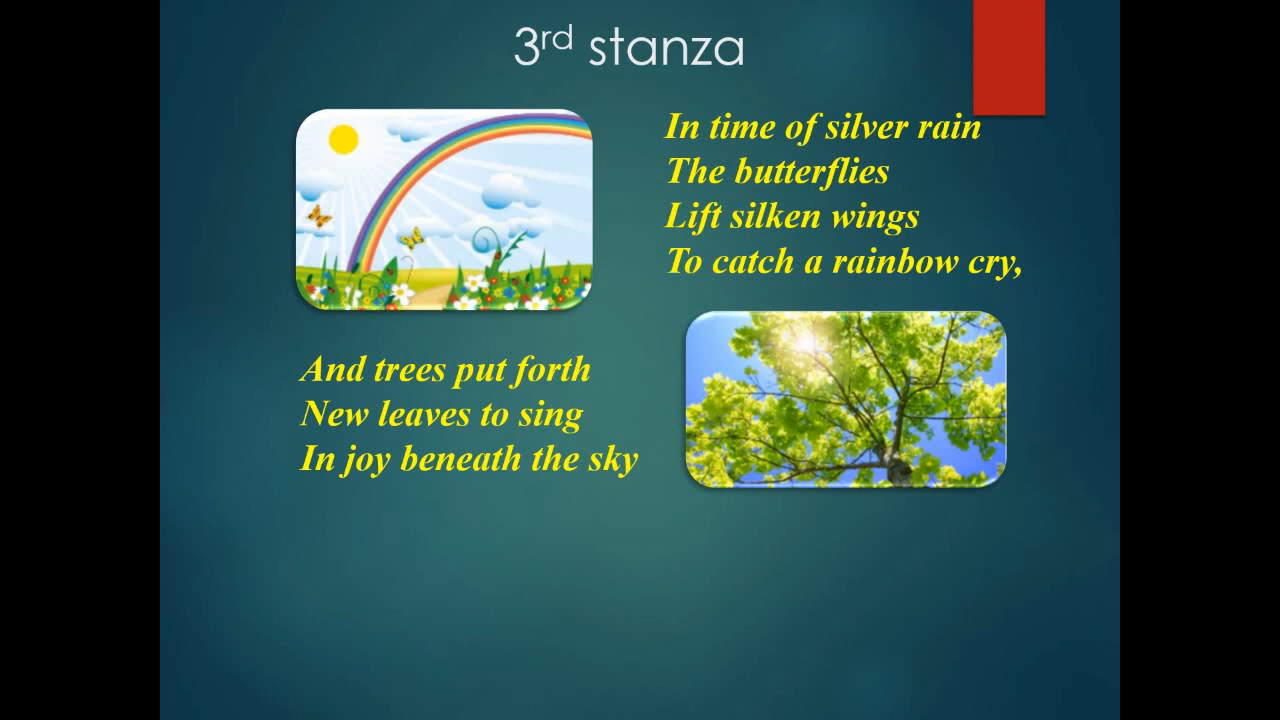 3rd stanza
In time of silver rain
The butterflies
Lift silken wings
To catch a rainbow cry,
And trees put forth
New leaves to sing
In joy beneath the sky